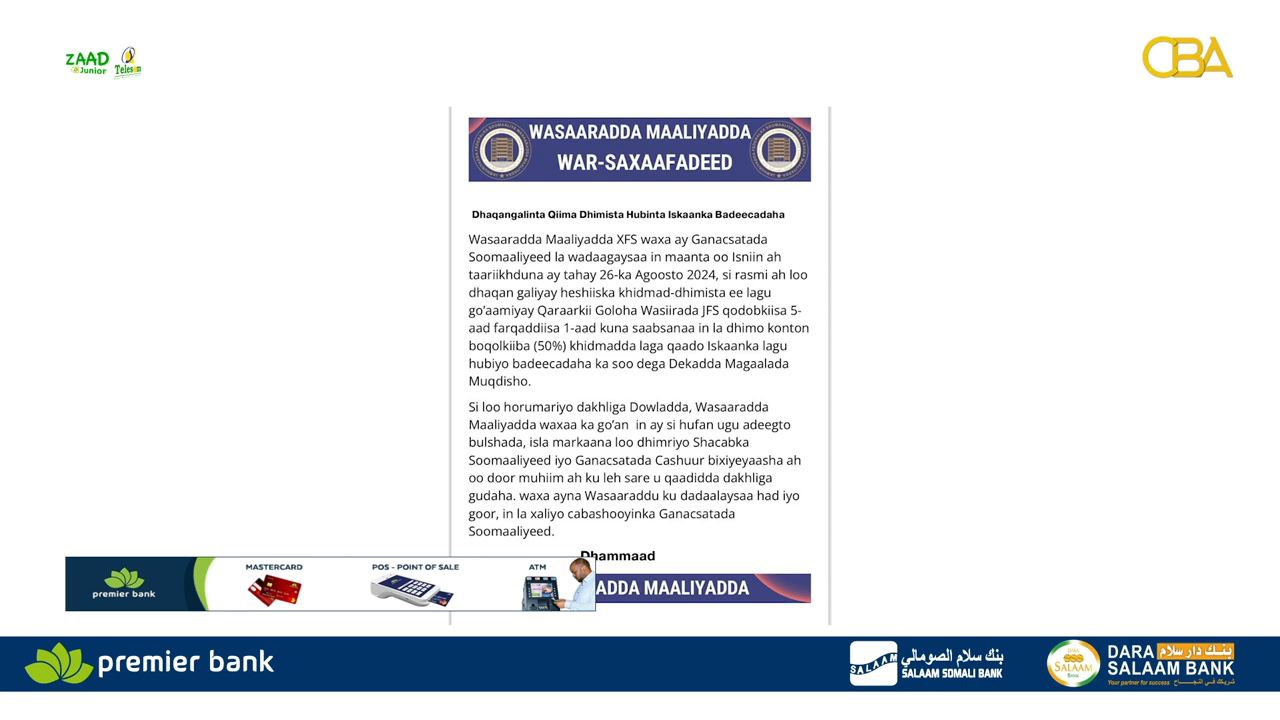 ZAAD
Junior
Telesom
CBA
WASAARADDA MAALIYADDA
WAR-SAXAAFADEED
Dhaqangalinta Qiima Dhimista Hubinta Iskaanka Badeecadaha
Wasaaradda Maaliyadda XFS waxa ay Ganacsatada
Soomaaliyeed la wadaagaysaa in maanta oo Isniin ah
taariikhduna ay tahay 26-ka Agoosto 2024, si rasmi ah loo
dhaqan galiyay heshiiska khidmad-dhimista ee lagu
go'aamiyay Qaraarkii Goloha Wasiirada JFS qodobkiisa 5-
aad farqaddiisa 1-aad kuna saabsanaa in la dhimo konton
boqolkiiba (50%) khidmadda laga qaado Iskaanka lagu
hubiyo badeecadaha ka soo dega Dekadda Magaalada
Muqdisho.
Si loo horumariyo dakhliga Dowladda, Wasaaradda
Maaliyadda waxaa ka go'an in ay si hufan ugu adeegto
bulshada, isla markaana loo dhimriyo Shacabka
Soomaaliyeed iyo Ganacsatada Cashuur bixiyeyaasha ah
oo door muhiim ah ku leh sare u qaadidda dakhliga
gudaha. waxa ayna Wasaaraddu ku dadaalaysaa had iyo
goor, in la xaliyo cabashooyinka Ganacsatada
Soomaaliyeed.
Dhammaad
ADDA MAALIYADDA
premier bank
MASTERCARD
POS - POINT OF SALE
ATM
premier bank
SALAAM
بنك سلام الصومالي
SALAAM SOMALI BANK
DARA
SALAAM
BANK
DARA بنك دار سلام
SALAAM BANK
Your partner for success شريكك في النجاح